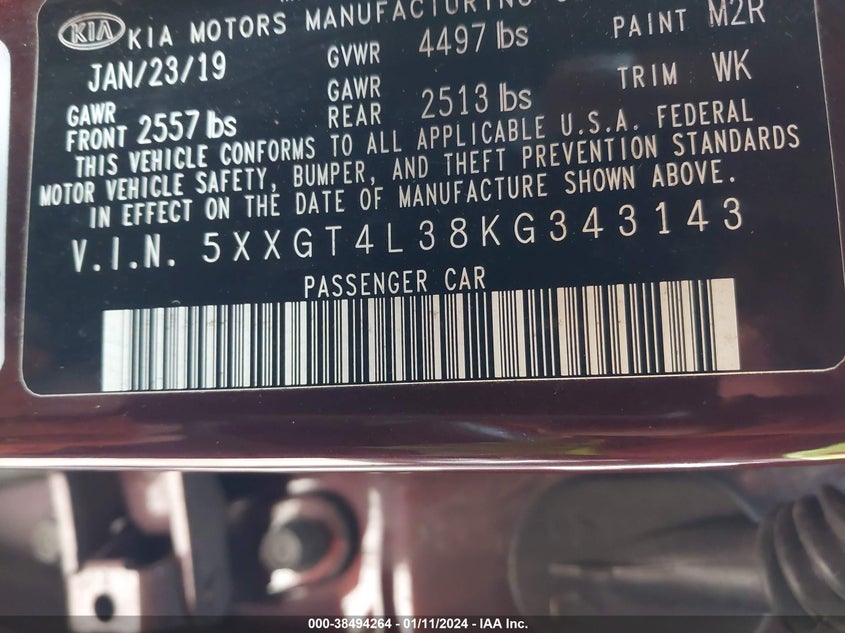 KIA KIA MOTORS MANUFACTURING
JAN/23/19 GVWR 4497 lbs PAINT M2R
GAWR FRONT 2557 lbs GAWR REAR 2513 lbs TRIM WK
THIS VEHICLE CONFORMS TO ALL APPLICABLE U.S.A. FEDERAL
MOTOR VEHICLE SAFETY, BUMPER, AND THEFT PREVENTION STANDARDS
IN EFFECT ON THE DATE OF MANUFACTURE SHOWN ABOVE.
V.I.N. 5XXGT4L38KG343143
PASSENGER CAR
000-38494264 - 01/11/2024 - IAA Inc.